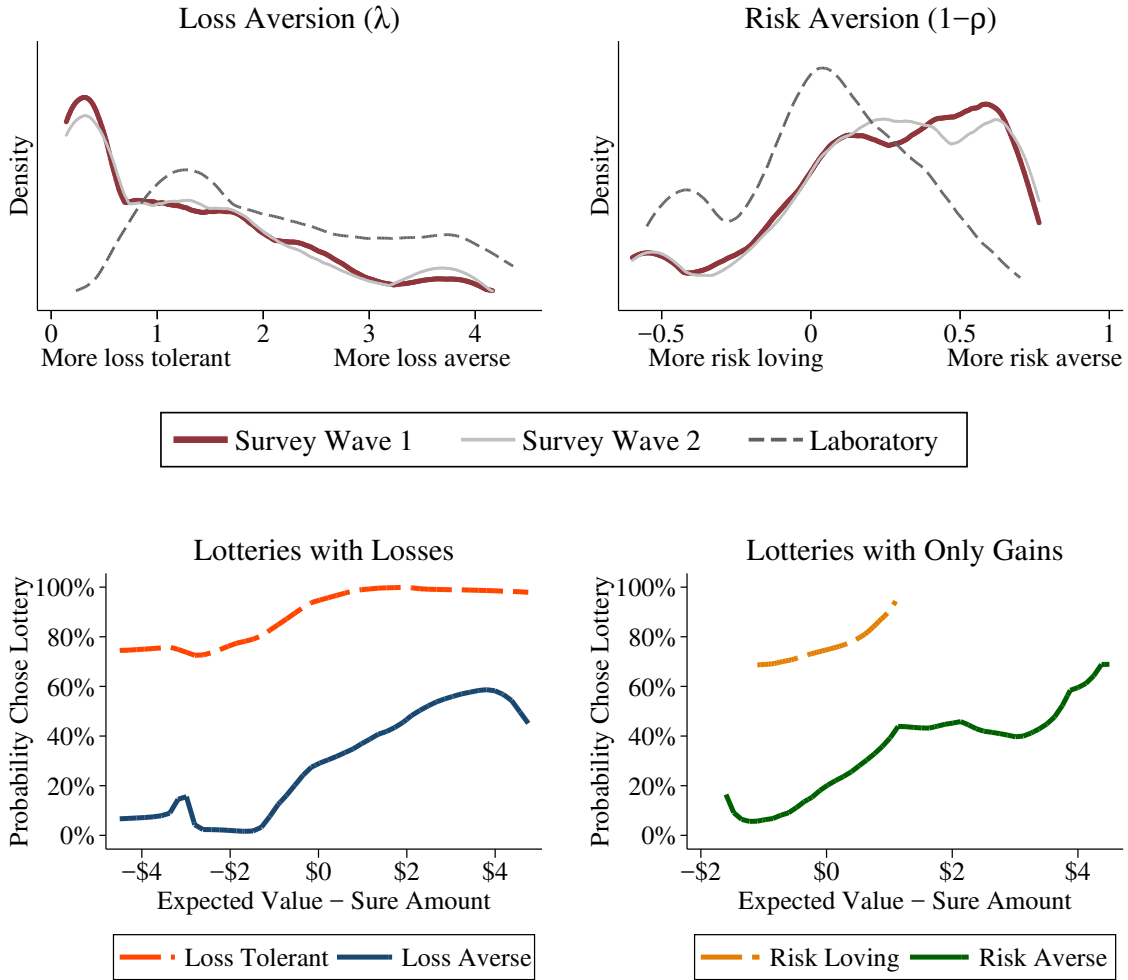 Loss Aversion (λ)
Density
0 1 2 3 4
More loss tolerant More loss averse
Risk Aversion (1−ρ)
Density
−0.5 0 0.5 1
More risk loving More risk averse
Survey Wave 1 Survey Wave 2 Laboratory
Lotteries with Losses
Probability Chose Lottery
100%
80%
60%
40%
20%
0%
−$4 −$2 $0 $2 $4
Expected Value − Sure Amount
Loss Tolerant Loss Averse
Lotteries with Only Gains
Probability Chose Lottery
100%
80%
60%
40%
20%
0%
−$2 $0 $2 $4
Expected Value − Sure Amount
Risk Loving Risk Averse